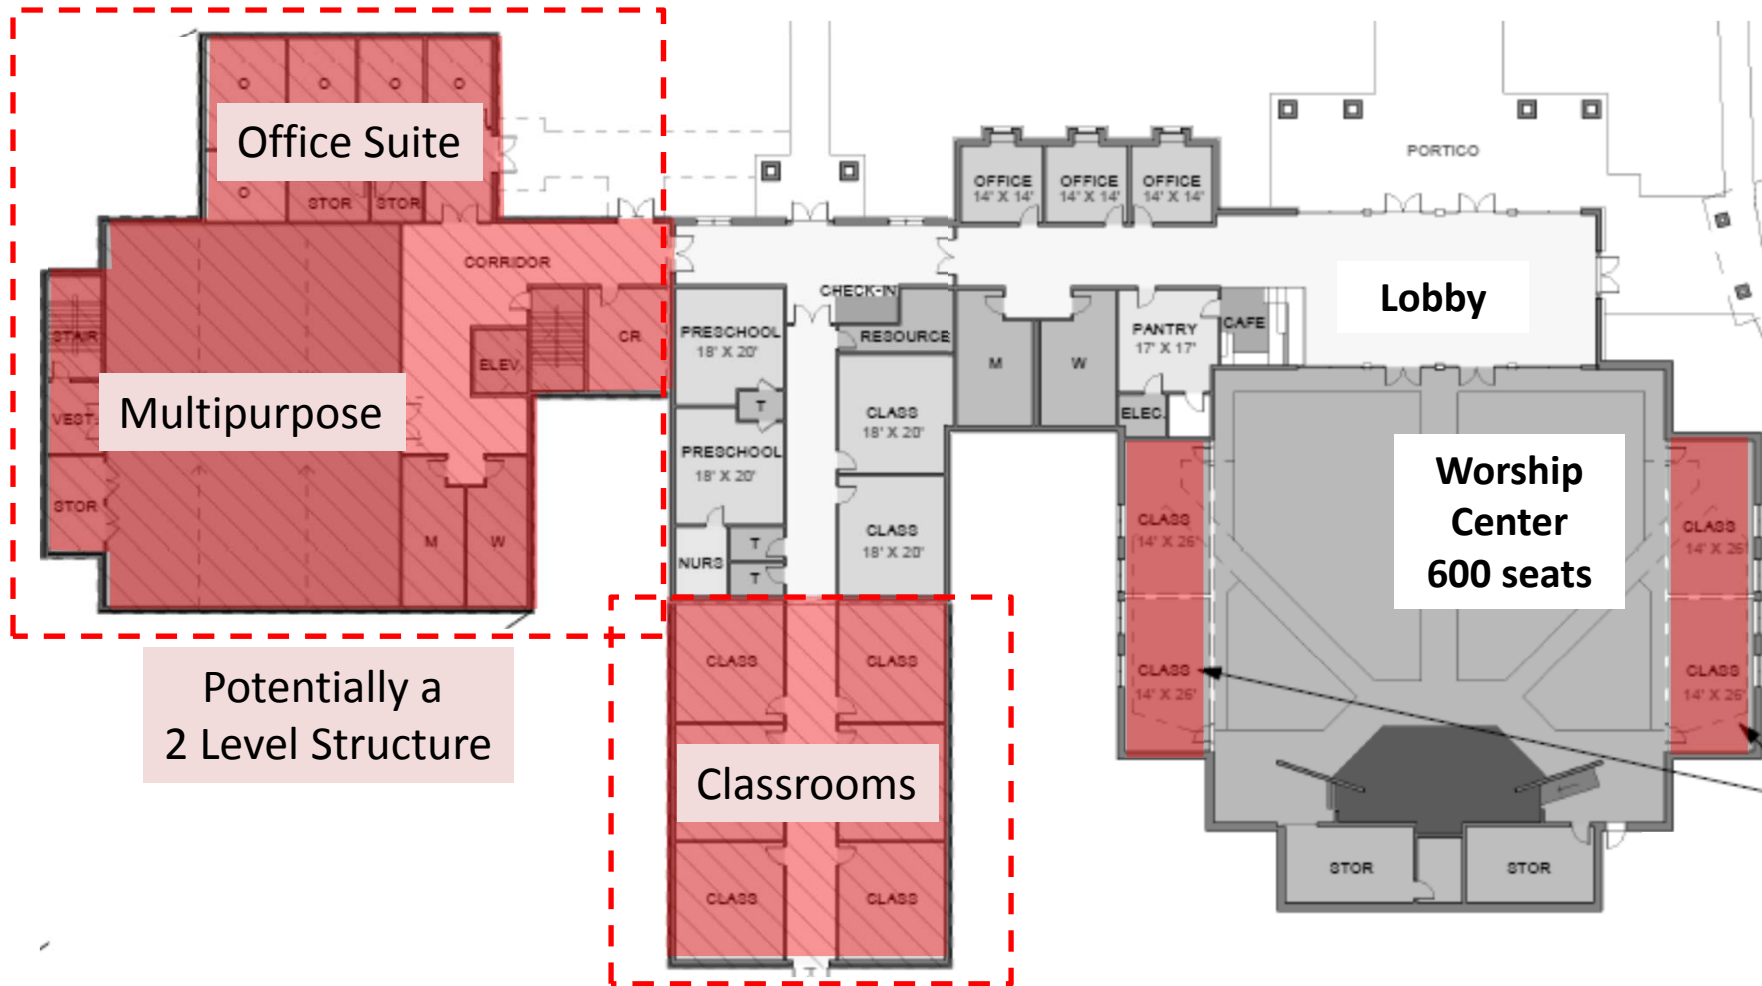 O
O
O
O
Office Suite
O
STOR
STOR
CORRIDOR
STAIR
ELEV
CR
Multipurpose
VEST.
STOR
M
W
Potentially a
2 Level Structure
CHECK-IN
PRESCHOOL
18' X 20'
RESOURCE
T
CLASS
18' X 20'
PRESCHOOL
18' X 20'
CLASS
18' X 20'
NURS
T
T
CLASS
CLASS
Classrooms
CLASS
CLASS
OFFICE
14' X 14'
OFFICE
14' X 14'
OFFICE
14' X 14'
PORTICO
Lobby
M
W
PANTRY
17' X 17'
CAFE
ELEC.
Worship
Center
600 seats
CLASS
14' X 26'
CLASS
14' X 26'
CLASS
14' X 26'
CLASS
14' X 26'
STOR
STOR